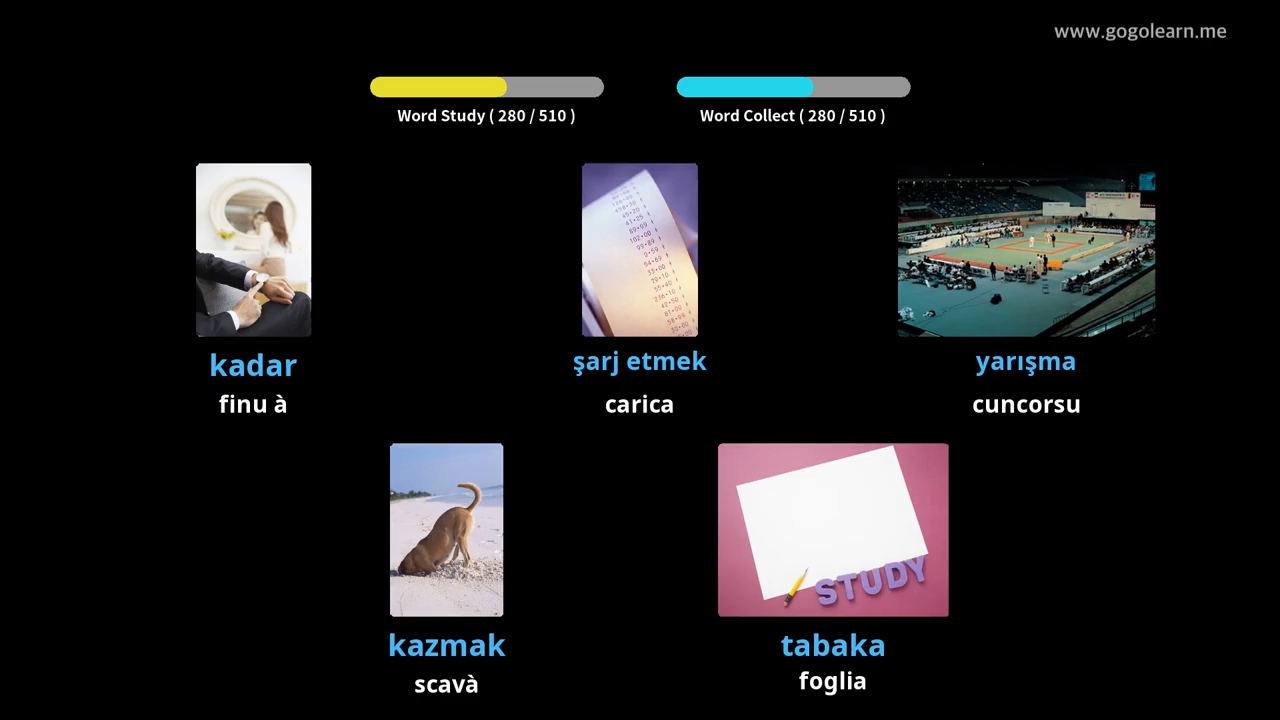 www.gogolearn.me
Word Study ( 280 / 510 )
Word Collect ( 280 / 510 )
kadar
finu à
şarj etmek
carica
yarışma
cuncorsu
STUDY
kazmak
scavà
tabaka
foglia